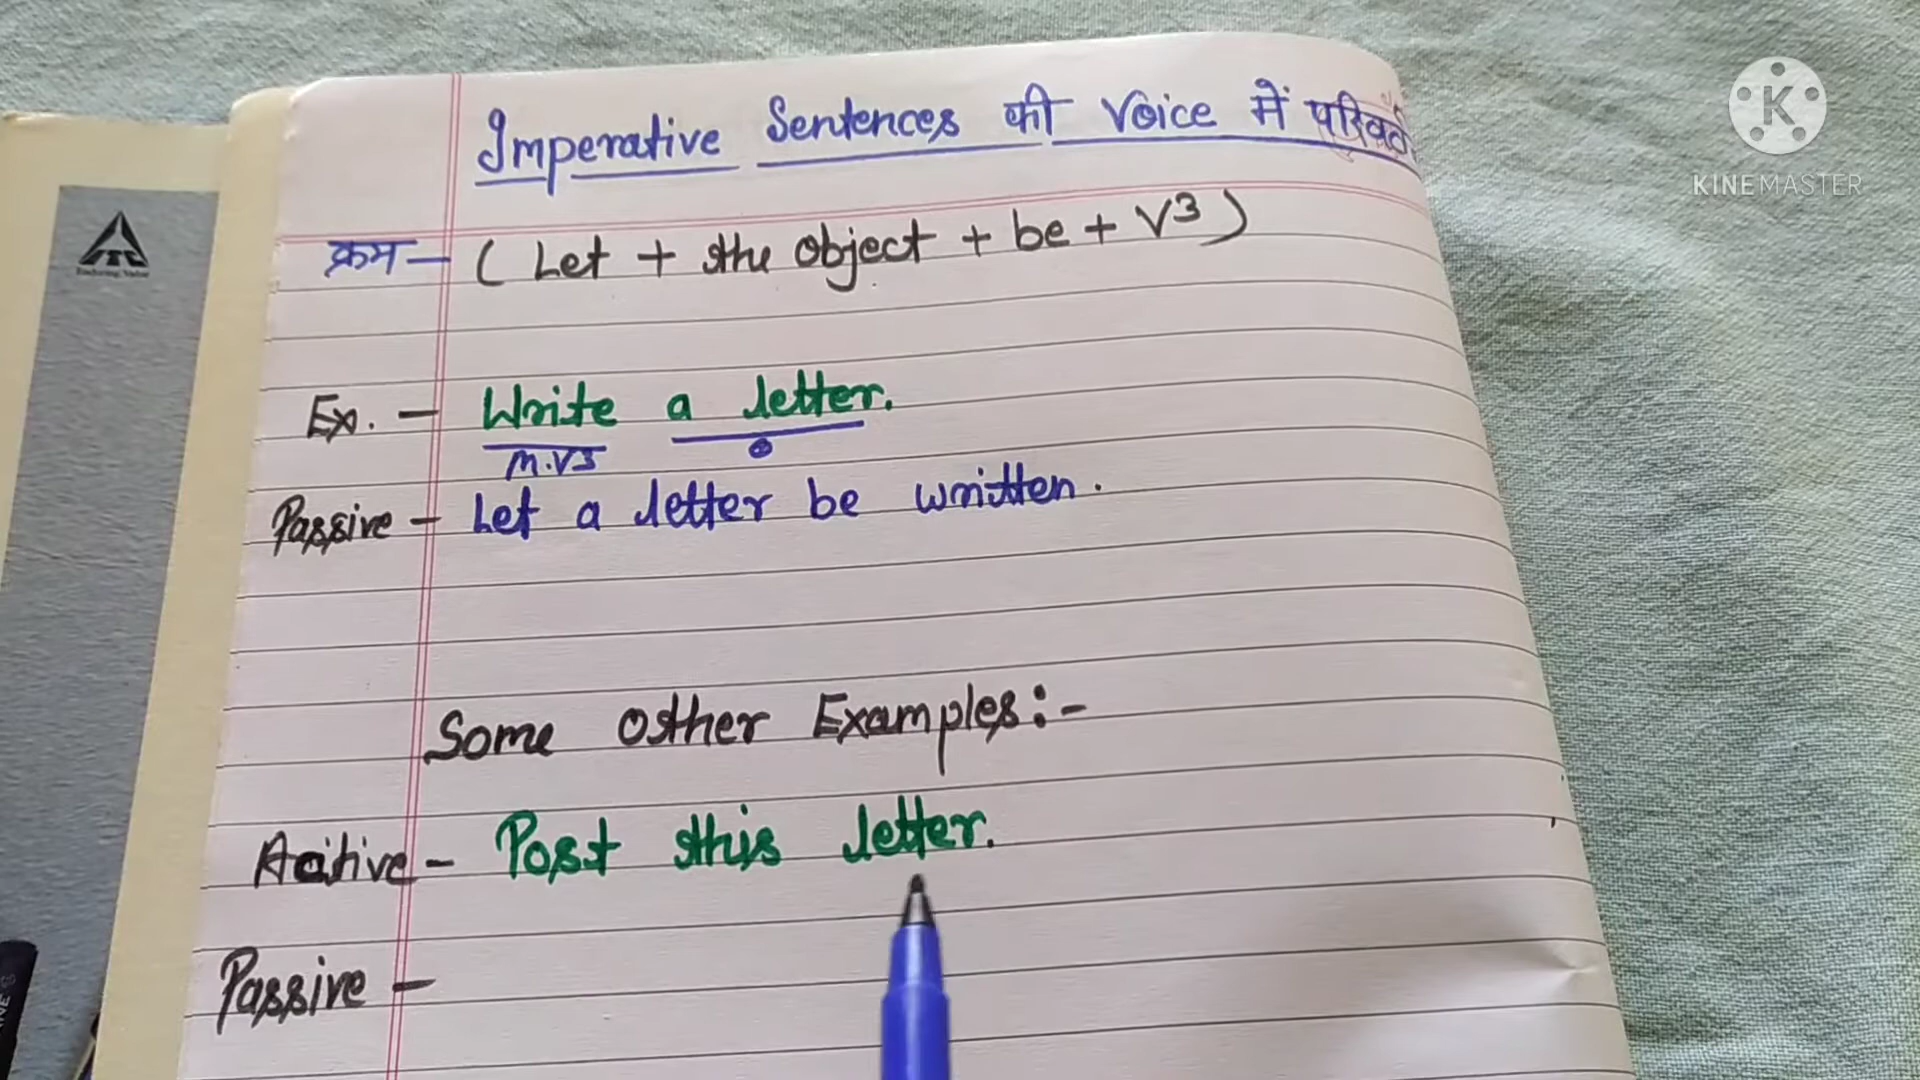 Imperative Sentences की Voice में
KINEMASTER
क्रम – ( Let + the object + be + V3 )
Ex. – Write a letter.
M.V3 O
Passive – Let a letter be written.
Some Other Examples:-
Active – Post this letter.
Passive –